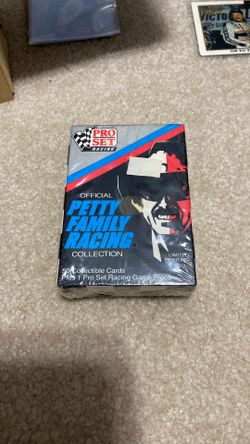 PRO
SET
RACING
OFFICIAL
PETTY
FAMILY
RACING
COLLECTION
50 Collectible Cards
Plus 1 Pro Set Racing Game Piece
LIMITED
PRINTING